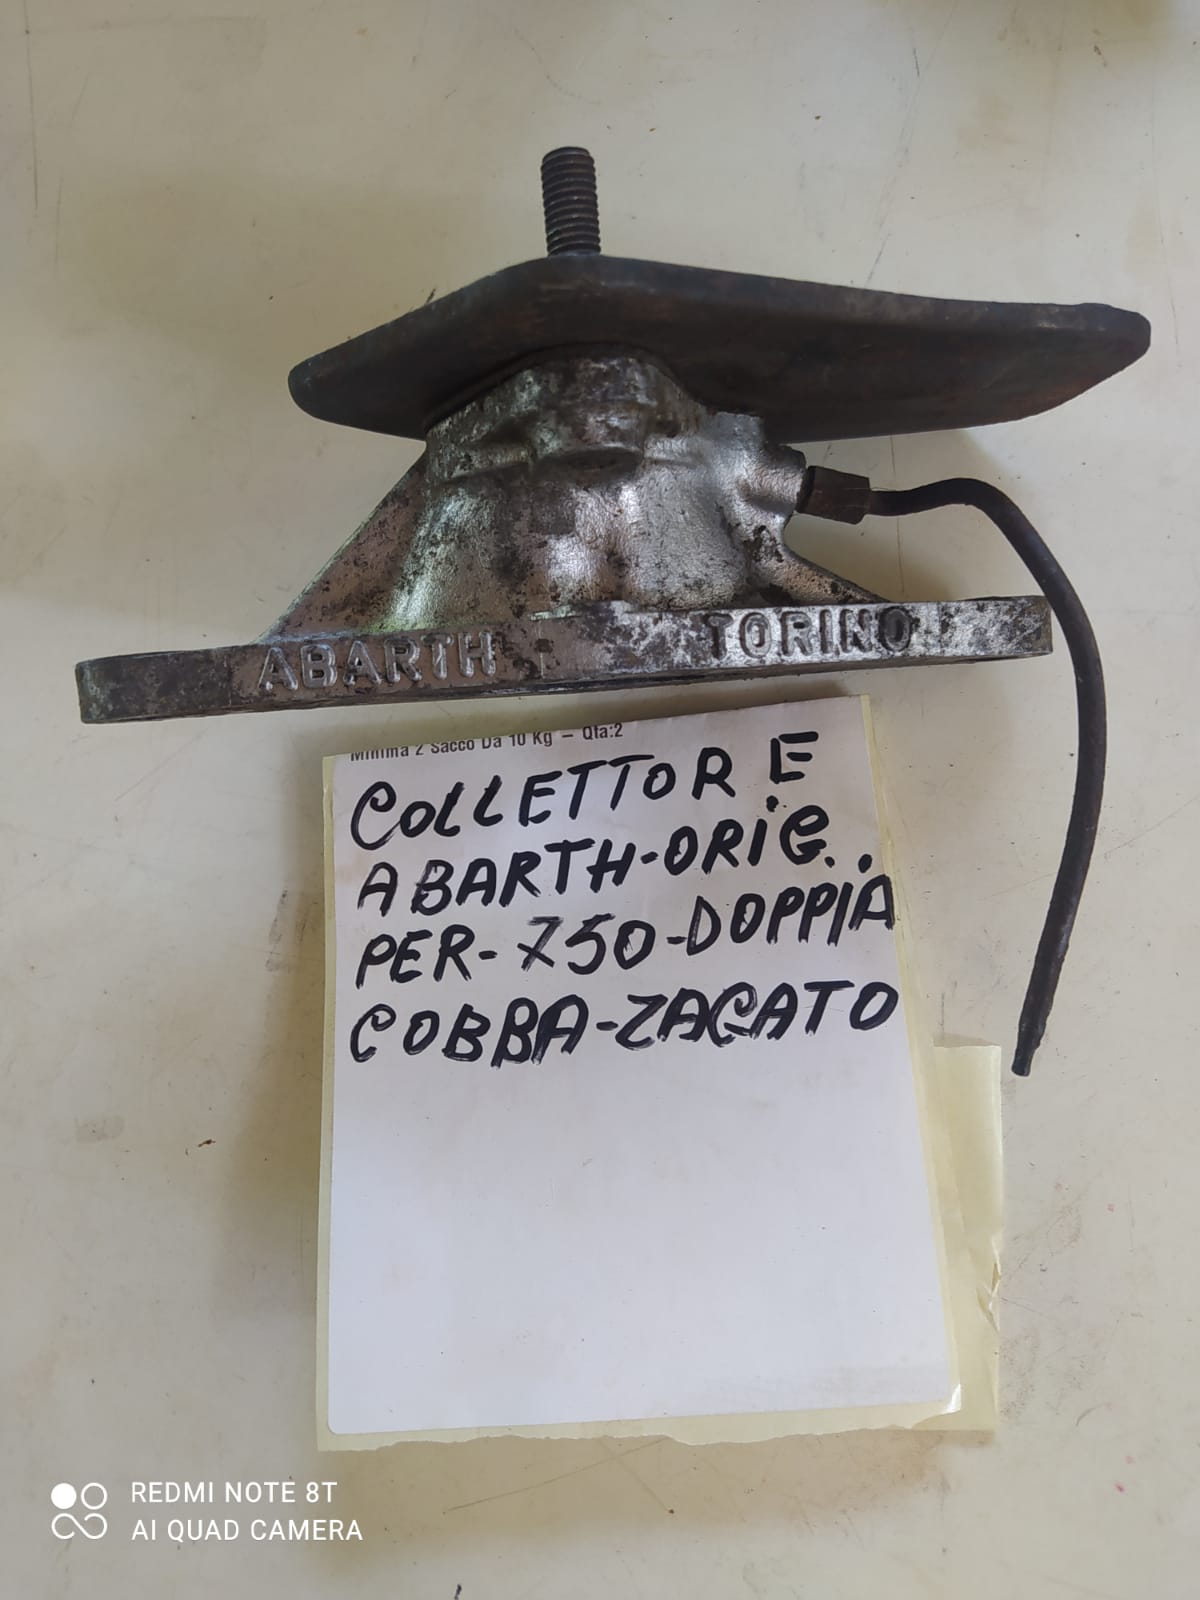 ABARTH TORINO
Minima 2 Sacco Da 10 Kg – Qta:2
COLLETTORE
ABARTH-ORIG.
PER-750-DOPPIA
COBBA-ZAGATO
REDMI NOTE 8T
AI QUAD CAMERA